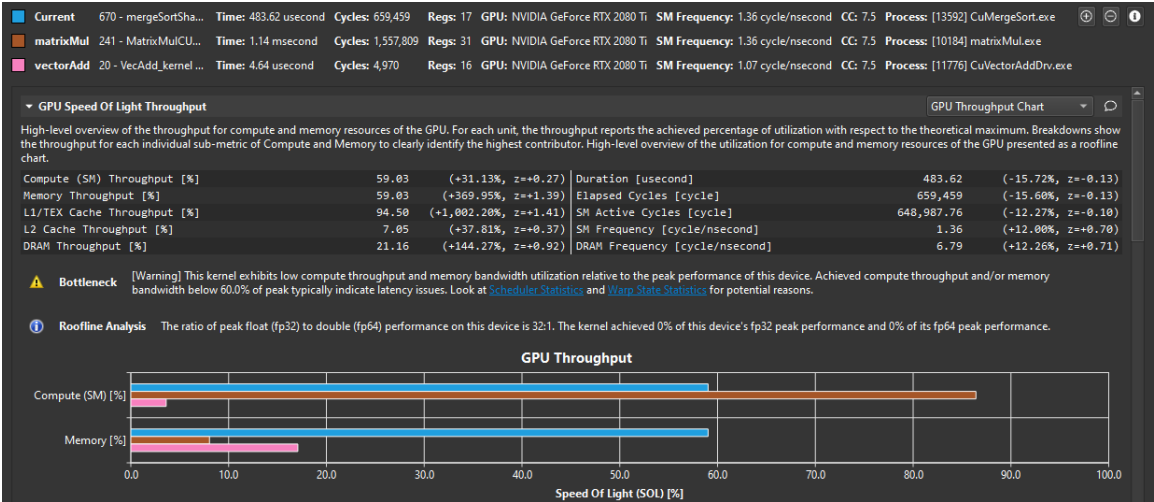 Current 670 - mergeSortSha... Time: 483.62 usecond Cycles: 659,459 Regs: 17 GPU: NVIDIA GeForce RTX 2080 Ti SM Frequency: 1.36 cycle/nsecond CC: 7.5 Process: [13592] CuMergeSort.exe
matrixMul 241 - MatrixMulCU... Time: 1.14 msecond Cycles: 1,557,809 Regs: 31 GPU: NVIDIA GeForce RTX 2080 Ti SM Frequency: 1.36 cycle/nsecond CC: 7.5 Process: [10184] matrixMul.exe
vectorAdd 20 - VecAdd_kernel ... Time: 4.64 usecond Cycles: 4,970 Regs: 16 GPU: NVIDIA GeForce RTX 2080 Ti SM Frequency: 1.07 cycle/nsecond CC: 7.5 Process: [11776] CuVectorAddDrv.exe
GPU Speed Of Light Throughput GPU Throughput Chart
High-level overview of the throughput for compute and memory resources of the GPU. For each unit, the throughput reports the achieved percentage of utilization with respect to the theoretical maximum. Breakdowns show
the throughput for each individual sub-metric of Compute and Memory to clearly identify the highest contributor. High-level overview of the utilization for compute and memory resources of the GPU presented as a roofline
chart.
Compute (SM) Throughput [%] 59.03 (+31.13%, z=+0.27) Duration [usecond] 483.62 (-15.72%, z=-0.13)
Memory Throughput [%] 59.03 (+369.95%, z=+1.39) Elapsed Cycles [cycle] 659,459 (-15.60%, z=-0.13)
L1/TEX Cache Throughput [%] 94.50 (+1,002.20%, z=+1.41) SM Active Cycles [cycle] 648,987.76 (-12.27%, z=-0.10)
L2 Cache Throughput [%] 7.05 (+37.81%, z=+0.37) SM Frequency [cycle/nsecond] 1.36 (+12.00%, z=+0.70)
DRAM Throughput [%] 21.16 (+144.27%, z=+0.92) DRAM Frequency [cycle/nsecond] 6.79 (+12.26%, z=+0.71)
Bottleneck [Warning] This kernel exhibits low compute throughput and memory bandwidth utilization relative to the peak performance of this device. Achieved compute throughput and/or memory
bandwidth below 60.0% of peak typically indicate latency issues. Look at Scheduler Statistics and Warp State Statistics for potential reasons.
Roofline Analysis The ratio of peak float (fp32) to double (fp64) performance on this device is 32:1. The kernel achieved 0% of this device's fp32 peak performance and 0% of its fp64 peak performance.
GPU Throughput
Compute (SM) [%]
Memory [%]
0.0 10.0 20.0 30.0 40.0 50.0 60.0 70.0 80.0 90.0 100.0
Speed Of Light (SOL) [%]